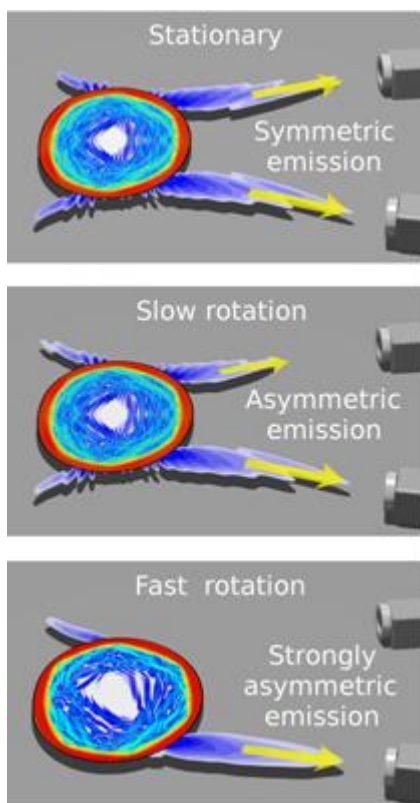 Stationary
Symmetric
emission
Slow rotation
Asymmetric
emission
Fast rotation
Strongly
asymmetric
emission